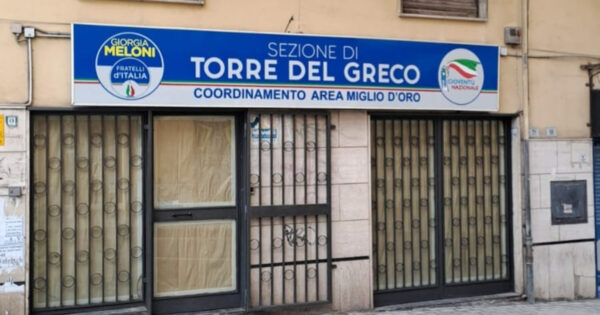 GIORGIA
MELONI
FRATELLI
d'ITALIA
SEZIONE DI
TORRE DEL GRECO
COORDINAMENTO AREA MIGLIO D'ORO
GIOVENTÙ
NAZIONALE